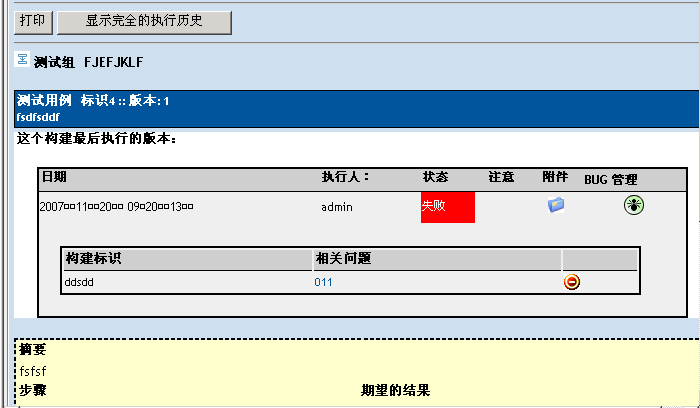 打印 显示完全的执行历史
测试组 FJEFJKLF
测试用例 标识4 :: 版本: 1
fsdfsddf
这个构建最后执行的版本:
日期 执行人： 状态 注意 附件 BUG 管理
2007¤¤11¤¤20¤¤ 09¤20¤¤13¤¤ admin 失败
构建标识 相关问题
ddsdd 011
摘要
fsfsf
步骤 期望的结果